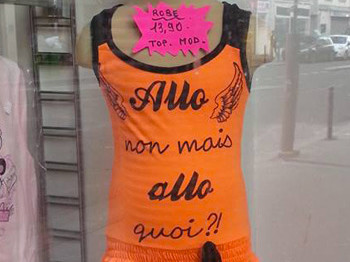 ROBE
13,90.
TOP. MOD.
Allo
non mais
allo
quoi?!